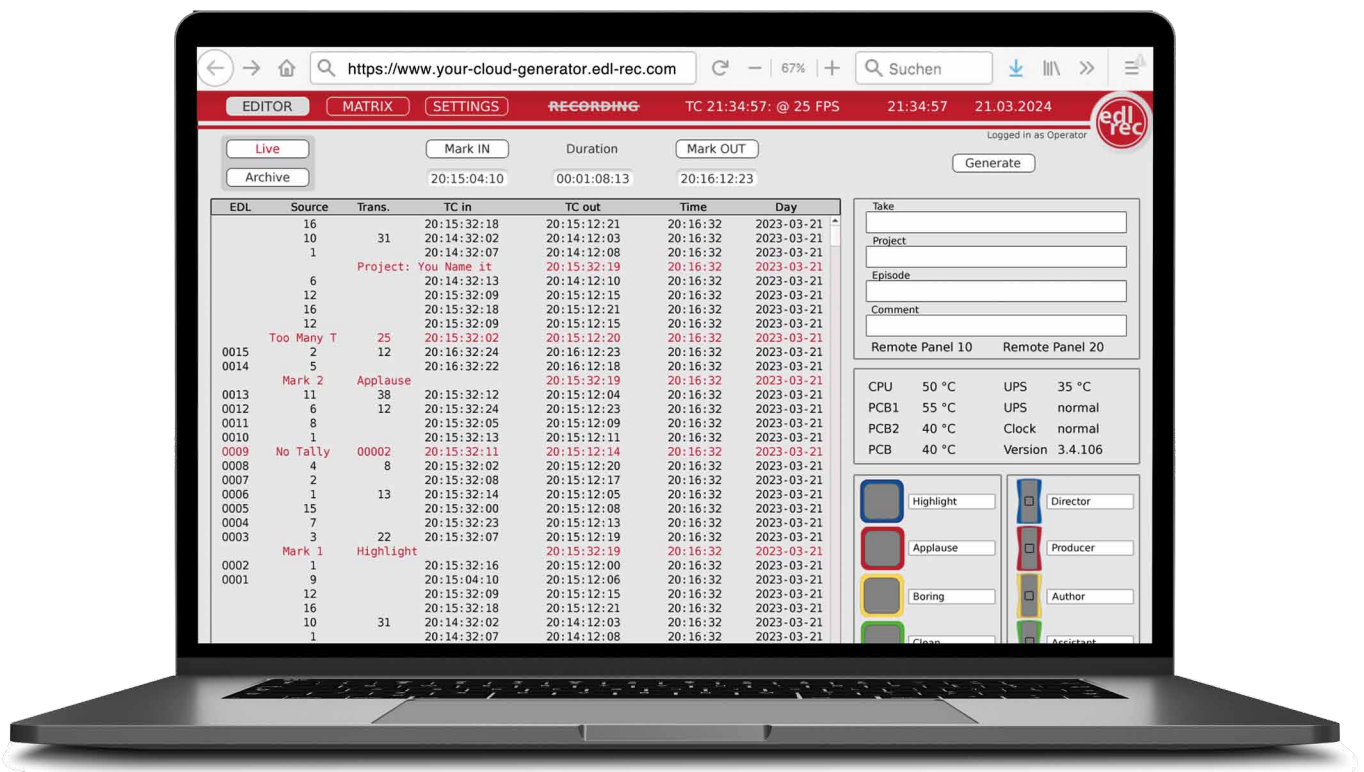 https://www.your-cloud-generator.edl-rec.com 67% Suchen
EDITOR MATRIX SETTINGS RECORDING TC 21:34:57: @ 25 FPS 21:34:57 21.03.2024
edl rec
Logged in as Operator
Live Mark IN Duration Mark OUT
Generate
Archive 20:15:04:10 00:01:08:13 20:16:12:23
EDL Source Trans. TC in TC out Time Day
16 20:15:32:18 20:15:12:21 20:16:32 2023-03-21
10 31 20:14:32:02 20:14:12:03 20:16:32 2023-03-21
1 20:14:32:07 20:14:12:08 20:16:32 2023-03-21
Project: You Name it 20:15:32:19 20:16:32 2023-03-21
6 20:14:32:13 20:14:12:10 20:16:32 2023-03-21
12 20:15:32:09 20:15:12:15 20:16:32 2023-03-21
16 20:15:32:18 20:15:12:21 20:16:32 2023-03-21
12 20:15:32:09 20:15:12:15 20:16:32 2023-03-21
Too Many T 25 20:15:32:02 20:15:12:20 20:16:32 2023-03-21
0015 2 12 20:16:32:24 20:16:12:23 20:16:32 2023-03-21
0014 5 20:16:32:22 20:16:12:18 20:16:32 2023-03-21
Mark 2 Applause 20:15:32:19 20:16:32 2023-03-21
0013 11 38 20:15:32:12 20:15:12:04 20:16:32 2023-03-21
0012 6 12 20:15:32:24 20:15:12:23 20:16:32 2023-03-21
0011 8 20:15:32:05 20:15:12:09 20:16:32 2023-03-21
0010 1 20:15:32:13 20:15:12:11 20:16:32 2023-03-21
0009 No Tally 00002 20:15:32:11 20:15:12:14 20:16:32 2023-03-21
0008 4 8 20:15:32:02 20:15:12:20 20:16:32 2023-03-21
0007 2 20:15:32:08 20:15:12:17 20:16:32 2023-03-21
0006 1 13 20:15:32:14 20:15:12:05 20:16:32 2023-03-21
0005 15 20:15:32:00 20:15:12:08 20:16:32 2023-03-21
0004 7 20:15:32:23 20:15:12:13 20:16:32 2023-03-21
0003 3 22 20:15:32:07 20:15:12:19 20:16:32 2023-03-21
Mark 1 Highlight 20:15:32:19 20:16:32 2023-03-21
0002 1 20:15:32:16 20:15:12:00 20:16:32 2023-03-21
0001 9 20:15:04:10 20:15:12:06 20:16:32 2023-03-21
12 20:15:32:09 20:15:12:15 20:16:32 2023-03-21
16 20:15:32:18 20:15:12:21 20:16:32 2023-03-21
10 31 20:14:32:02 20:14:12:03 20:16:32 2023-03-21
1 20:14:32:07 20:14:12:08 20:16:32 2023-03-21
Take
Project
Episode
Comment
Remote Panel 10 Remote Panel 20
CPU 50 °C UPS 35 °C
PCB1 55 °C UPS normal
PCB2 40 °C Clock normal
PCB 40 °C Version 3.4.106
Highlight Director
Applause Producer
Boring Author
Clean Assistant